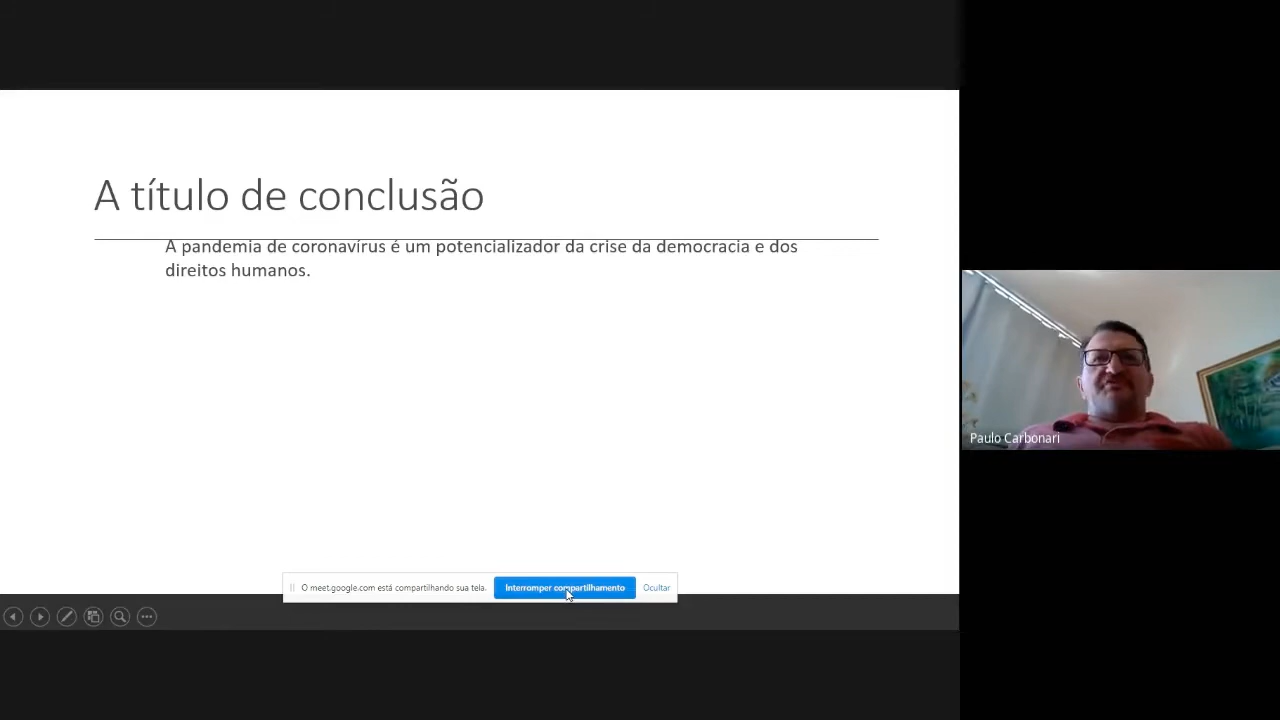 A título de conclusão
A pandemia de coronavírus é um potencializador da crise da democracia e dos
direitos humanos.
Paulo Carbonari
O meet.google.com está compartilhando sua tela.
Interromper compartilhamento
Ocultar